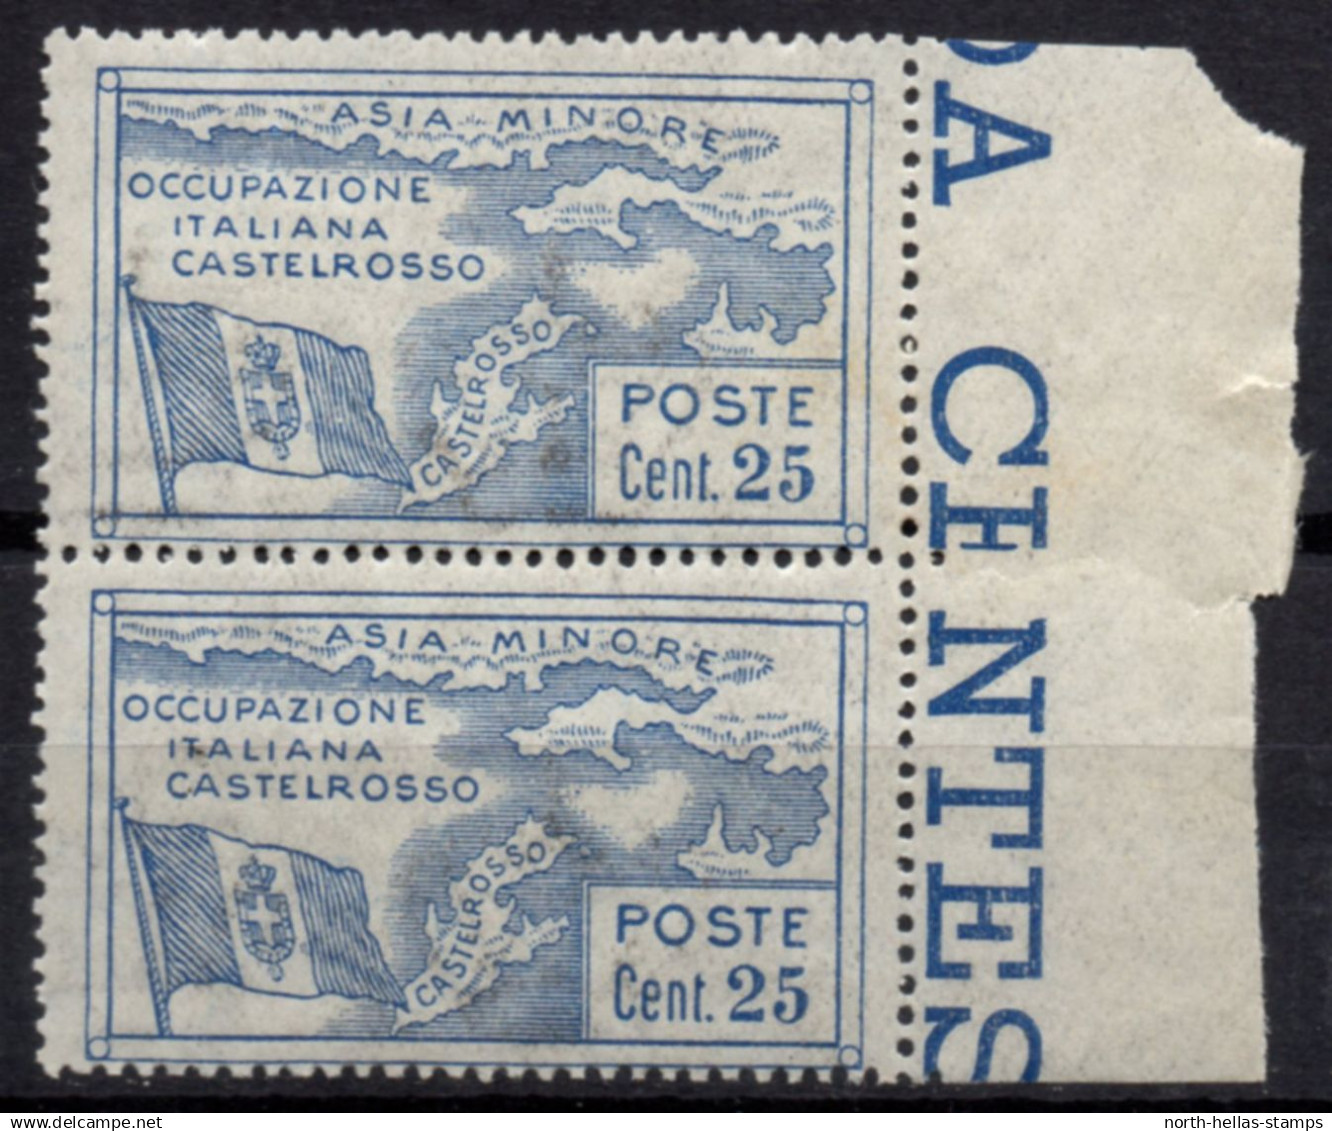 ASIA MINORE
OCCUPAZIONE
ITALIANA
CASTELROSSO
CASTELROSSO
POSTE
Cent. 25
ASIA MINORE
OCCUPAZIONE
ITALIANA
CASTELROSSO
CASTELROSSO
POSTE
Cent. 25
DA CENTES
delcampe.net
north-hellas-stamps